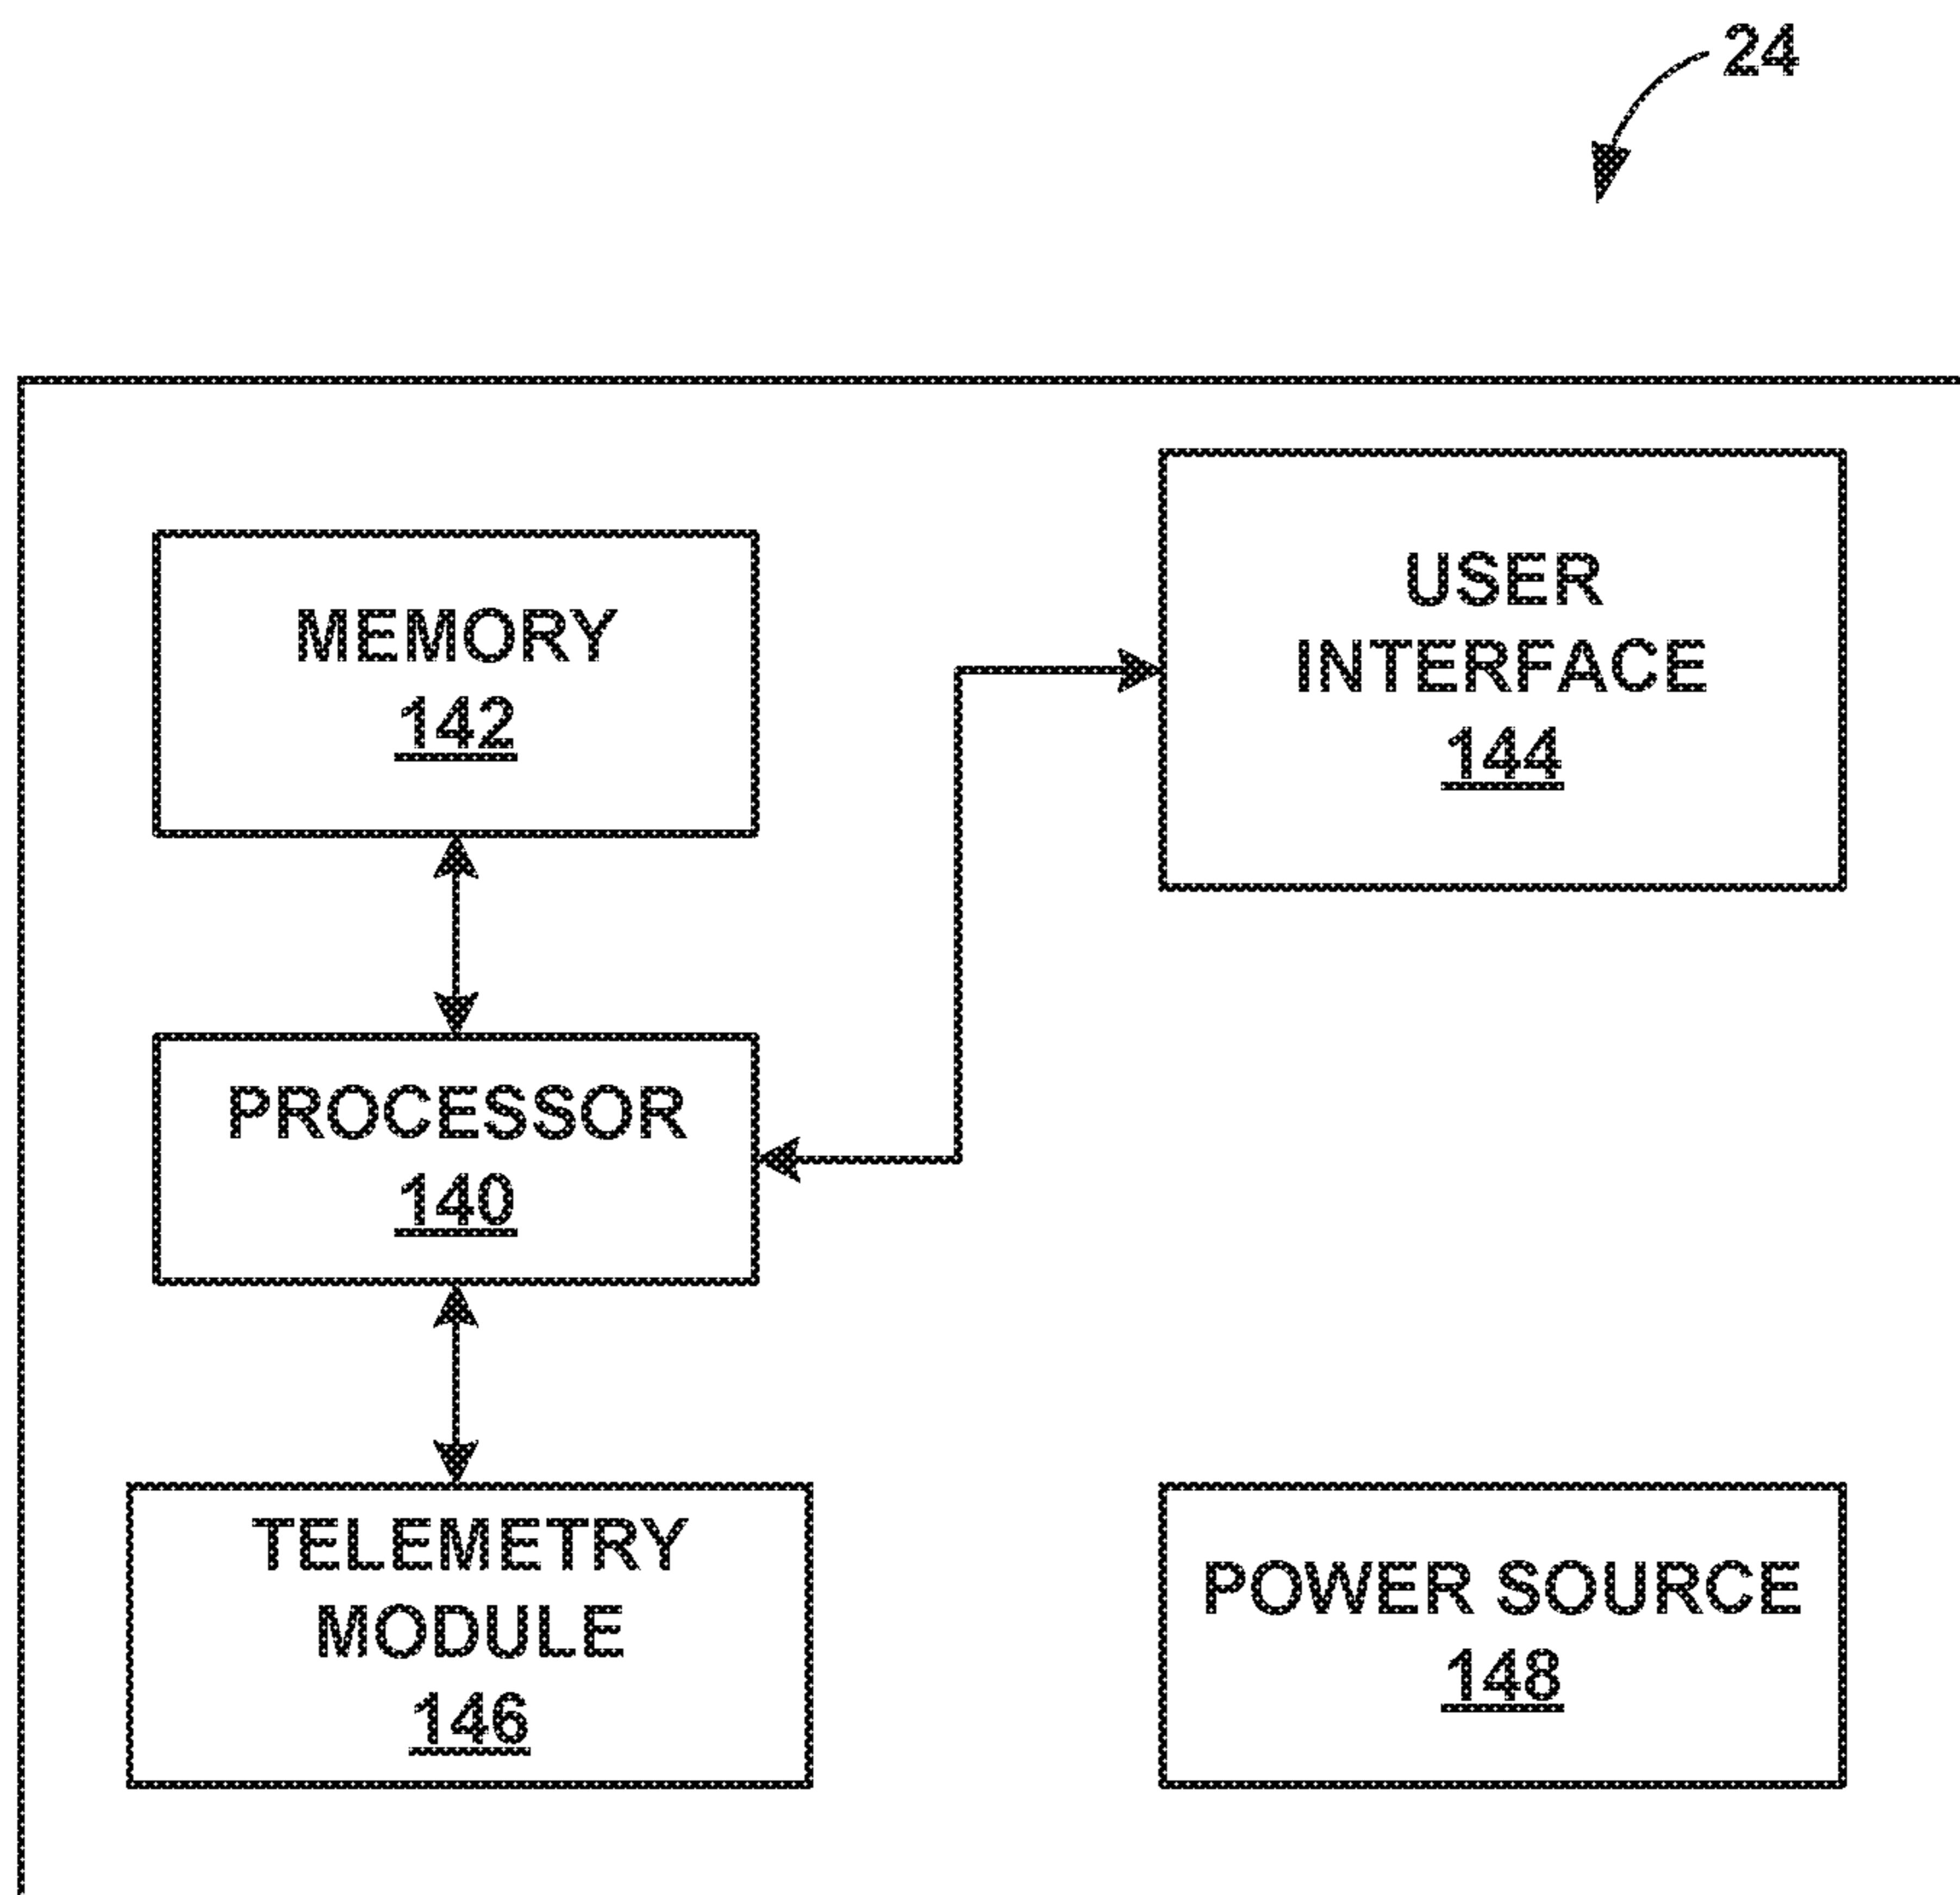 24
MEMORY
142
USER
INTERFACE
144
PROCESSOR
140
TELEMETRY
MODULE
146
POWER SOURCE
148